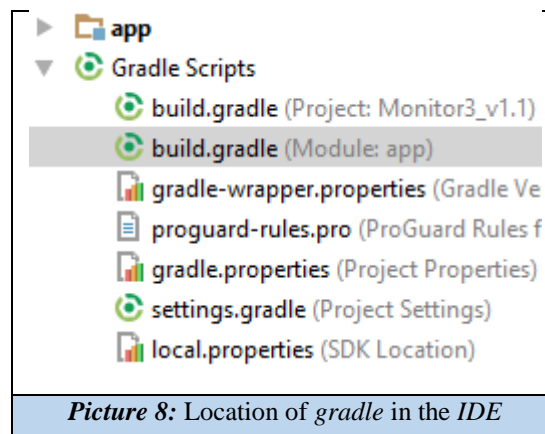 app
Gradle Scripts
build.gradle (Project: Monitor3_v1.1)
build.gradle (Module: app)
gradle-wrapper.properties (Gradle Ve
proguard-rules.pro (ProGuard Rules f
gradle.properties (Project Properties)
settings.gradle (Project Settings)
local.properties (SDK Location)
Picture 8: Location of gradle in the IDE